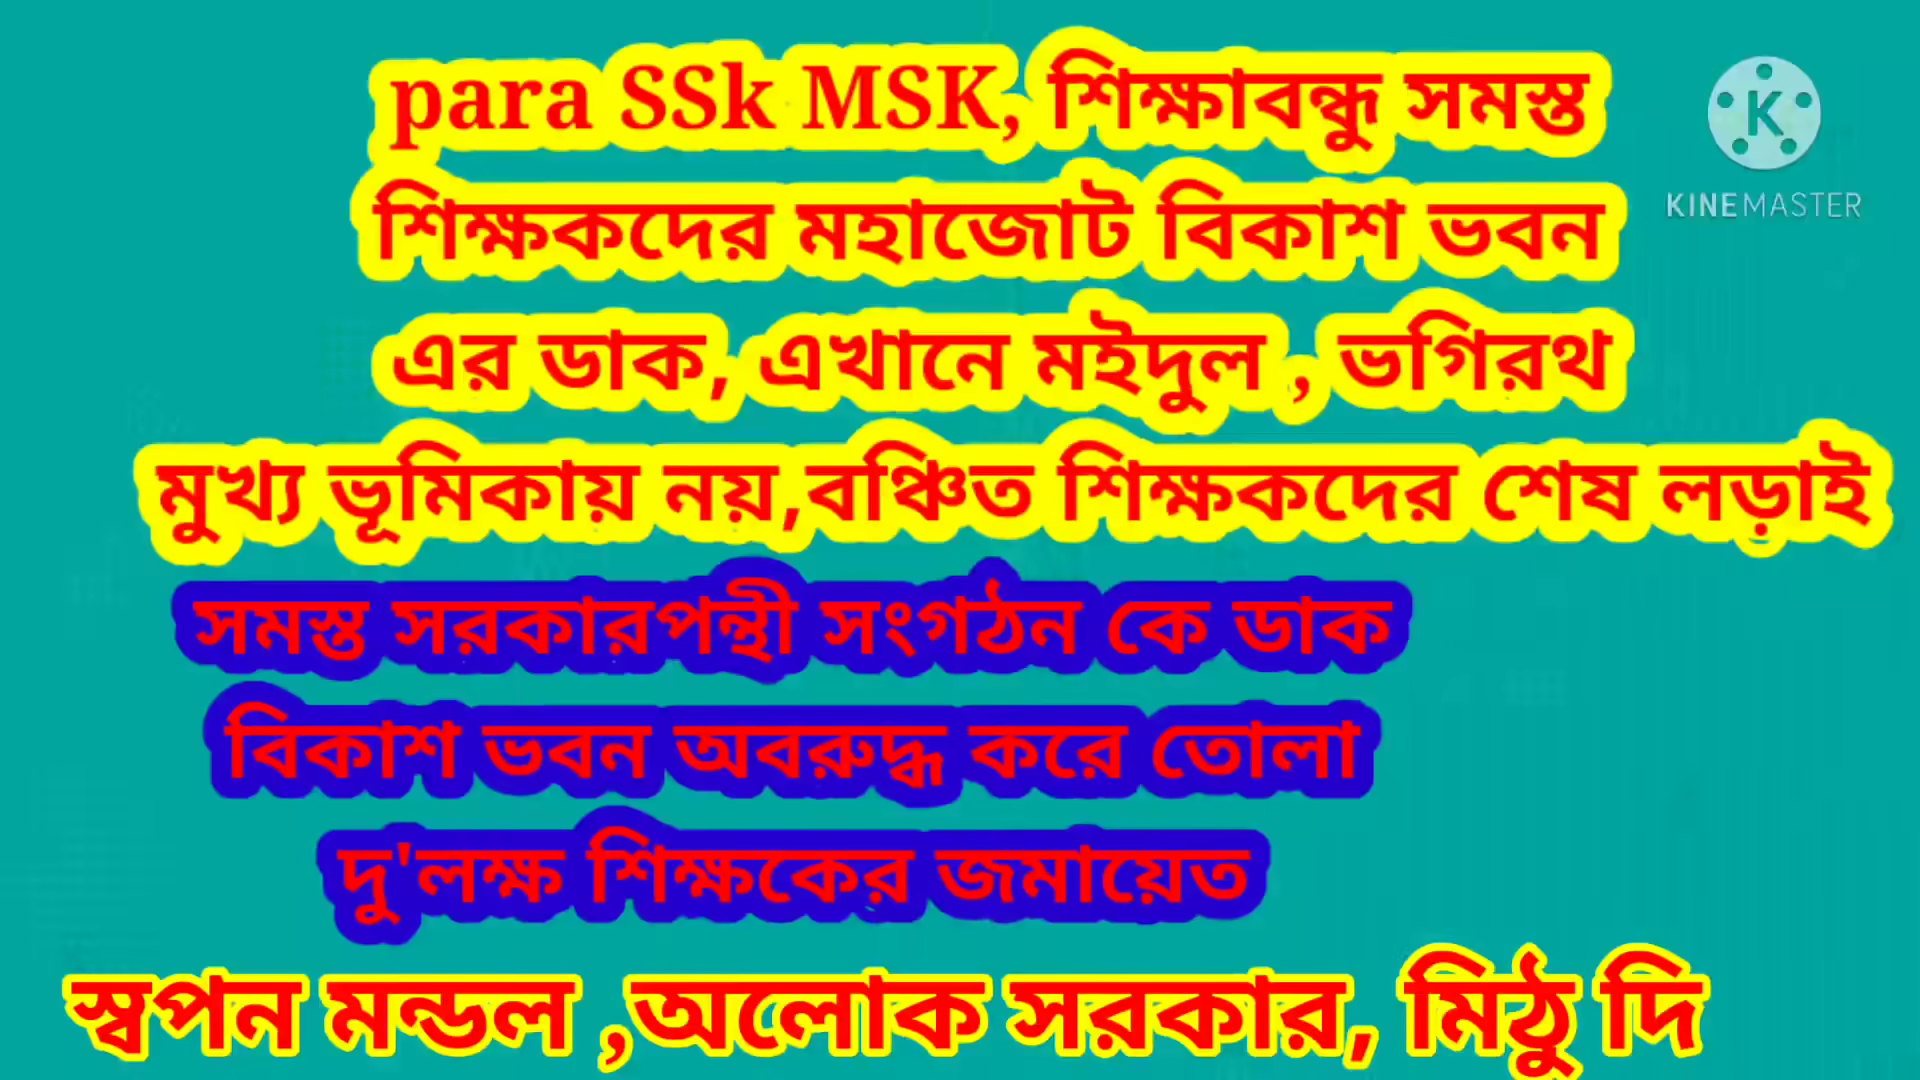 para SSk MSK, শিক্ষাবন্ধু সমস্ত
শিক্ষকদের মহাজোট বিকাশ ভবন
এর ডাক, এখানে মইদুল , ভগিরথ
মুখ্য ভূমিকায় নয়,বঞ্চিত শিক্ষকদের শেষ লড়াই
সমস্ত সরকারপন্থী সংগঠন কে ডাক
বিকাশ ভবন অবরুদ্ধ করে তোলা
দু'লক্ষ শিক্ষকের জমায়েত
স্বপন মন্ডল ,অলোক সরকার, মিঠু দি
K
KINEMASTER